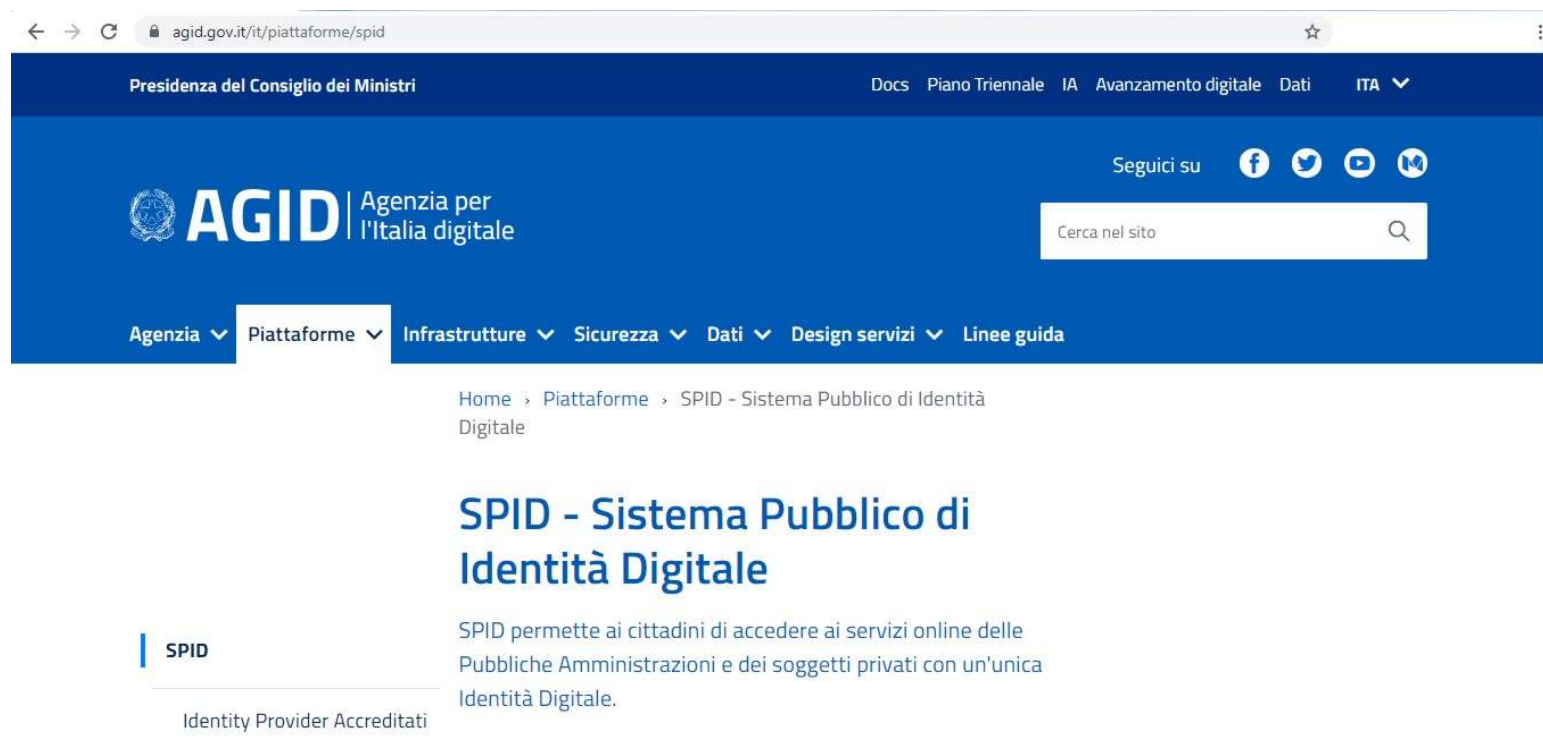 agid.gov.it/it/piattaforme/spid
Presidenza del Consiglio dei Ministri
Docs Piano Triennale IA Avanzamento digitale Dati ITA
Seguici su
AGID Agenzia per
l'Italia digitale
Cerca nel sito
Agenzia Piattaforme Infrastrutture Sicurezza Dati Design servizi Linee guida
Home › Piattaforme › SPID - Sistema Pubblico di Identità
Digitale
SPID - Sistema Pubblico di
Identità Digitale
SPID permette ai cittadini di accedere ai servizi online delle
Pubbliche Amministrazioni e dei soggetti privati con un'unica
Identità Digitale.
SPID
Identity Provider Accreditati